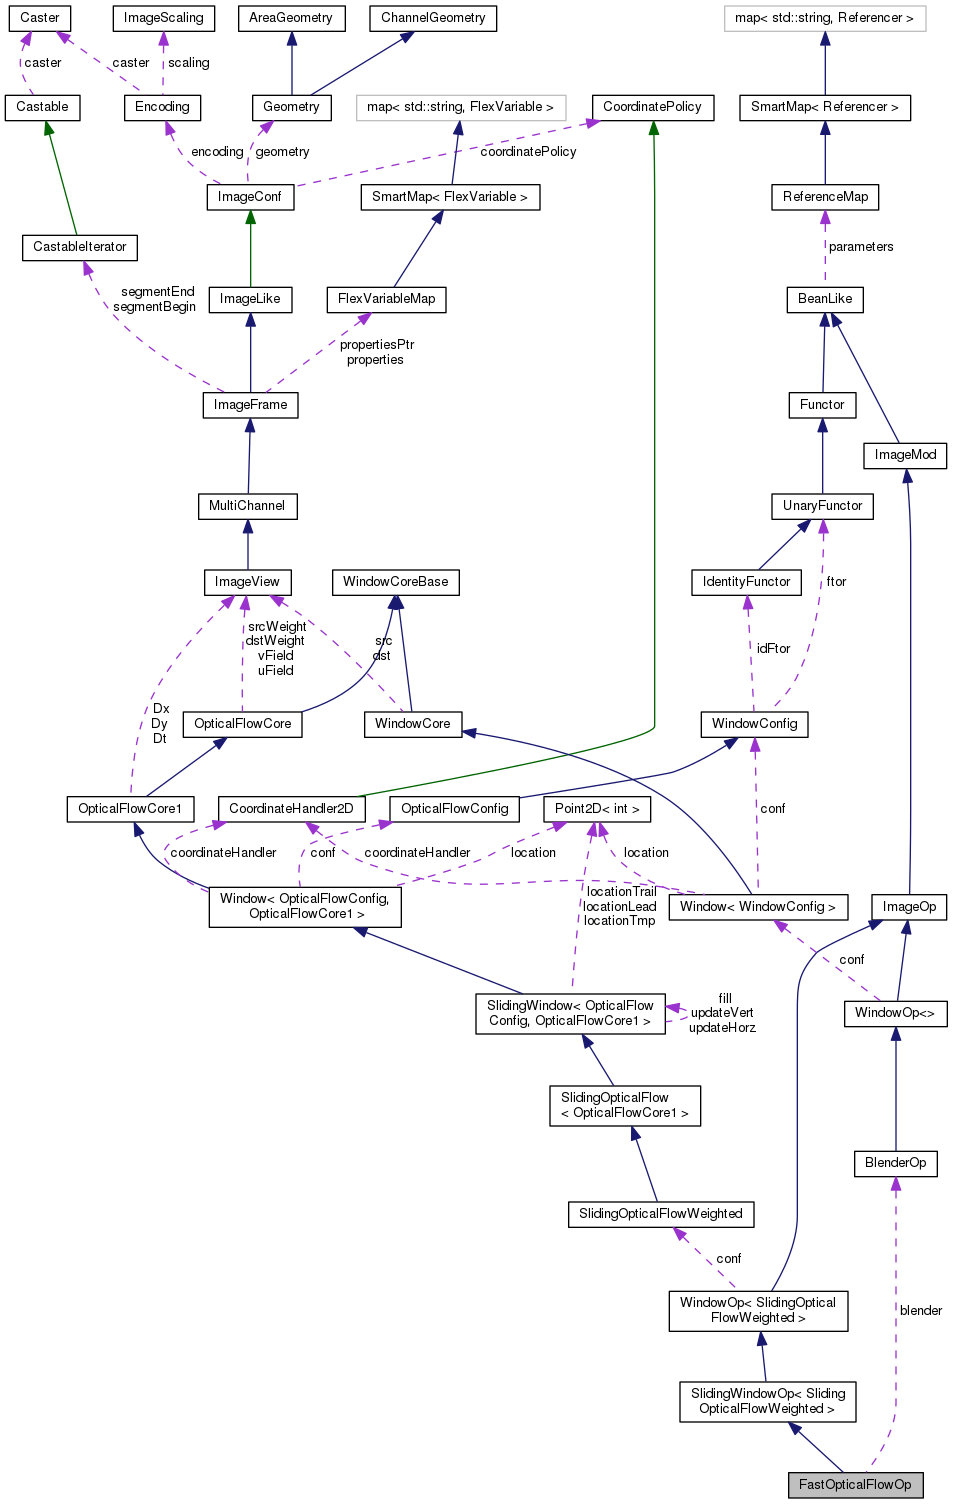 Caster
ImageScaling
AreaGeometry
ChannelGeometry
map< std::string, Referencer >
caster
caster
scaling
Castable
Encoding
Geometry
map< std::string, FlexVariable >
CoordinatePolicy
SmartMap< Referencer >
encoding
geometry
coordinatePolicy
ImageConf
SmartMap< FlexVariable >
ReferenceMap
CastableIterator
parameters
segmentEnd
segmentBegin
ImageLike
FlexVariableMap
BeanLike
propertiesPtr
properties
ImageFrame
Functor
ImageMod
MultiChannel
UnaryFunctor
ImageView
WindowCoreBase
IdentityFunctor
ftor
srcWeight
dstWeight
vField
uField
src
dst
idFtor
Dx
Dy
Dt
OpticalFlowCore
WindowCore
WindowConfig
OpticalFlowCore1
CoordinateHandler2D
OpticalFlowConfig
Point2D< int >
conf
coordinateHandler
conf
coordinateHandler
location
location
Window< OpticalFlowConfig,
OpticalFlowCore1 >
locationTrail
locationLead
locationTmp
Window< WindowConfig >
ImageOp
conf
SlidingWindow< OpticalFlow
Config, OpticalFlowCore1 >
fill
updateVert
updateHorz
WindowOp<>
SlidingOpticalFlow
< OpticalFlowCore1 >
BlenderOp
SlidingOpticalFlowWeighted
conf
WindowOp< SlidingOptical
FlowWeighted >
blender
SlidingWindowOp< Sliding
OpticalFlowWeighted >
FastOpticalFlowOp